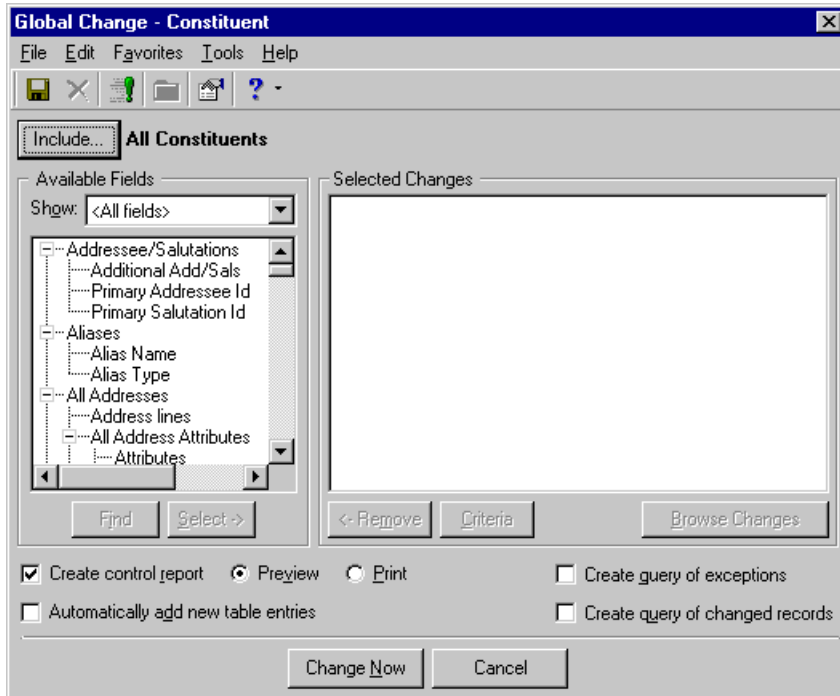 Global Change - Constituent
File Edit Favorites Tools Help
?
Include... All Constituents
Available Fields
Show: <All fields>
Addressee/Salutations
Additional Add/Sals
Primary Addressee Id
Primary Salutation Id
Aliases
Alias Name
Alias Type
All Addresses
Address lines
All Address Attributes
Attributes
Find Select ->
Selected Changes
<- Remove Criteria Browse Changes
Create control report Preview Print Create query of exceptions
Automatically add new table entries Create query of changed records
Change Now Cancel